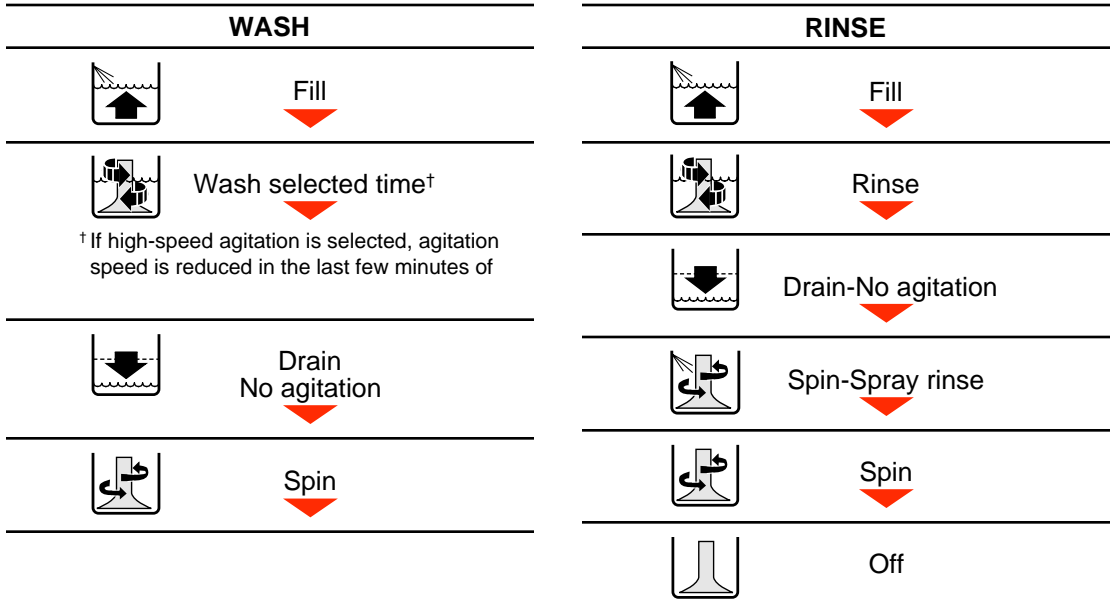 WASH
Fill
Wash selected time†
† If high-speed agitation is selected, agitation
speed is reduced in the last few minutes of
Drain
No agitation
Spin
RINSE
Fill
Rinse
Drain-No agitation
Spin-Spray rinse
Spin
Off